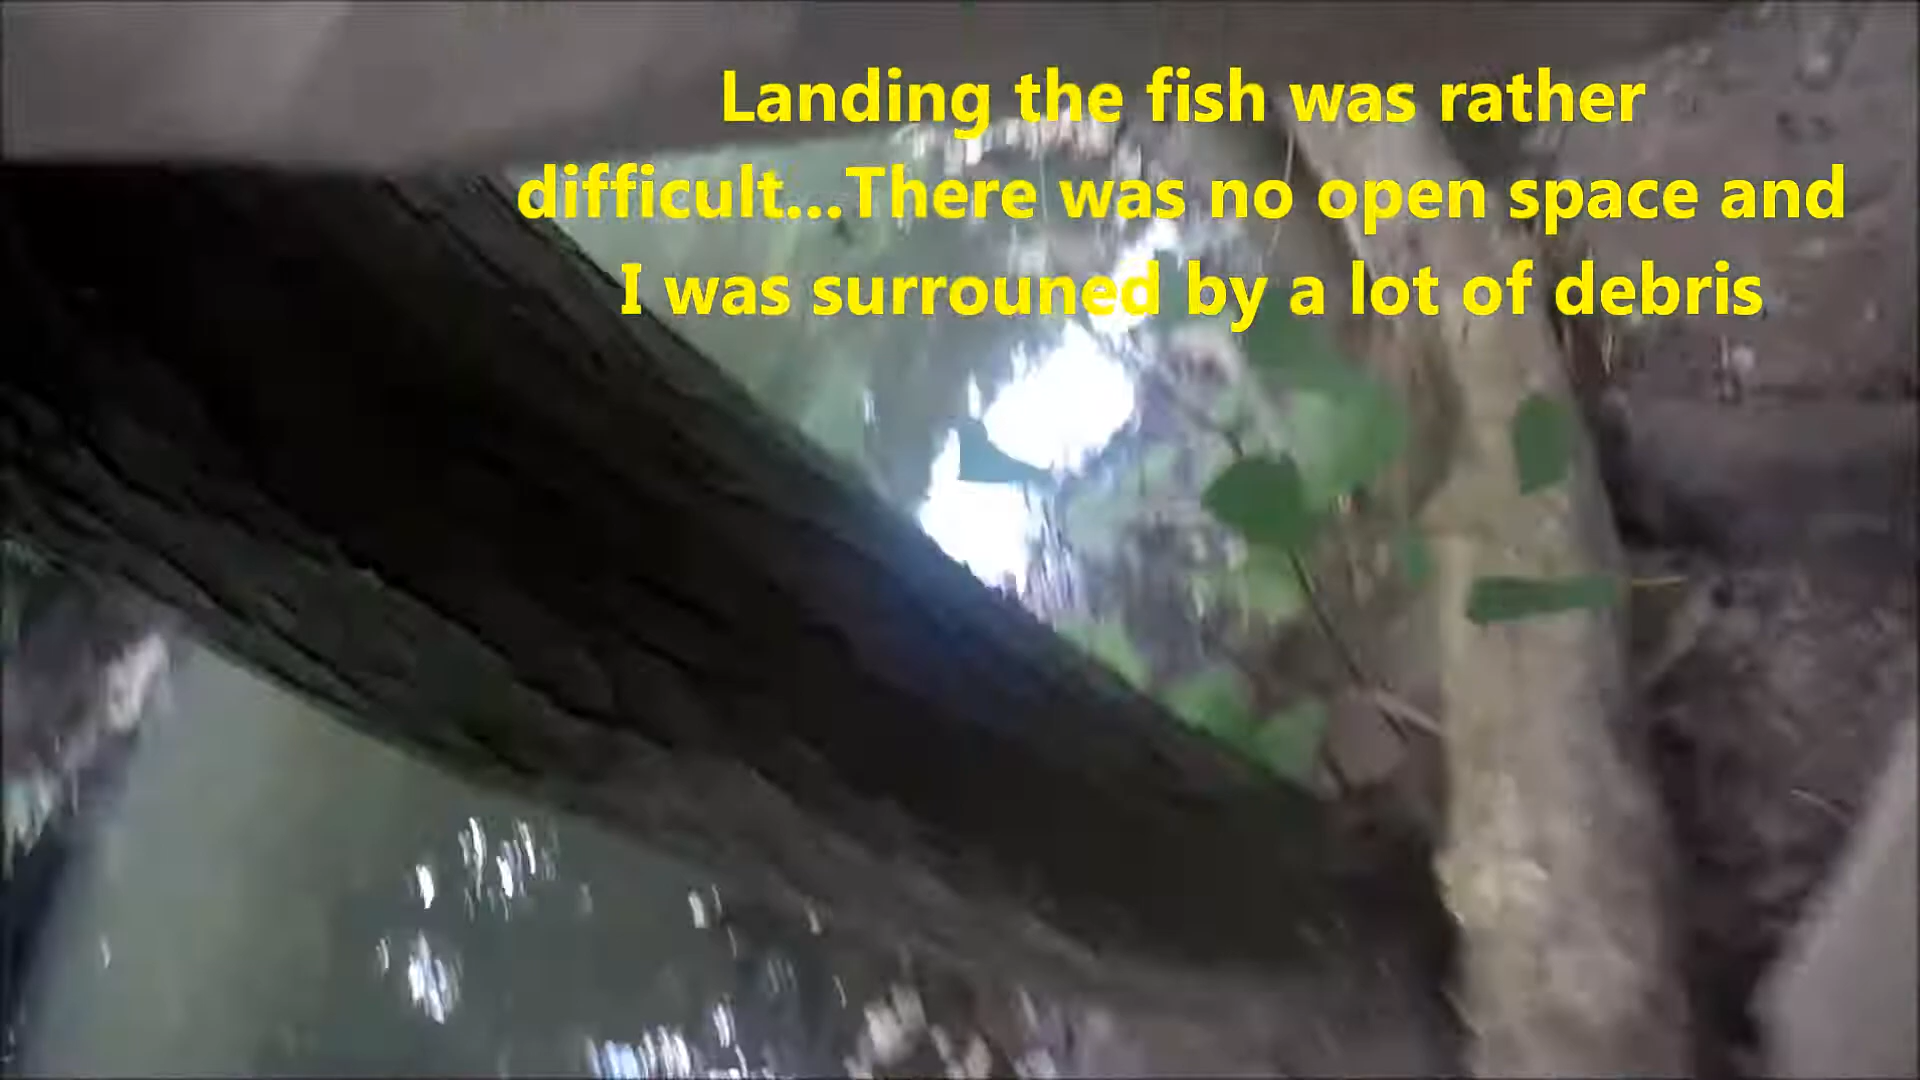 Landing the fish was rather
difficult...There was no open space and
I was surrouned by a lot of debris